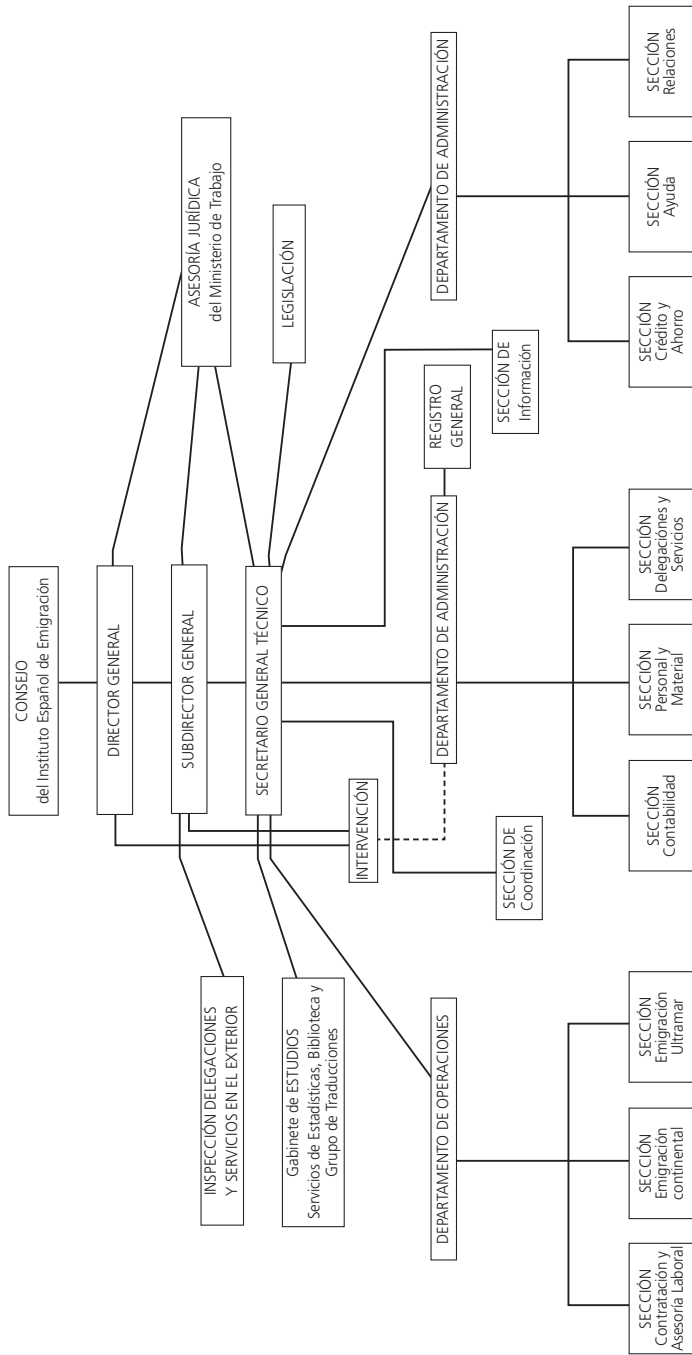 CONSEJO
del Instituto Español de Emigración
DIRECTOR GENERAL
SUBDIRECTOR GENERAL
SECRETARIO GENERAL TÉCNICO
ASESORÍA JURÍDICA
del Ministerio de Trabajo
LEGISLACIÓN
INSPECCIÓN DELEGACIONES
Y SERVICIOS EN EL EXTERIOR
Gabinete de ESTUDIOS
Servicios de Estadísticas, Biblioteca y
Grupo de Traducciones
INTERVENCIÓN
DEPARTAMENTO DE OPERACIONES
DEPARTAMENTO DE ADMINISTRACIÓN
REGISTRO
GENERAL
DEPARTAMENTO DE ADMINISTRACIÓN
SECCIÓN DE
Coordinación
SECCIÓN DE
Información
SECCIÓN
Contratación y
Asesoría Laboral
SECCIÓN
Emigración
continental
SECCIÓN
Emigración
Ultramar
SECCIÓN
Contabilidad
SECCIÓN
Personal y
Material
SECCIÓN
Delegaciónes y
Servicios
SECCIÓN
Crédito y
Ahorro
SECCIÓN
Ayuda
SECCIÓN
Relaciones